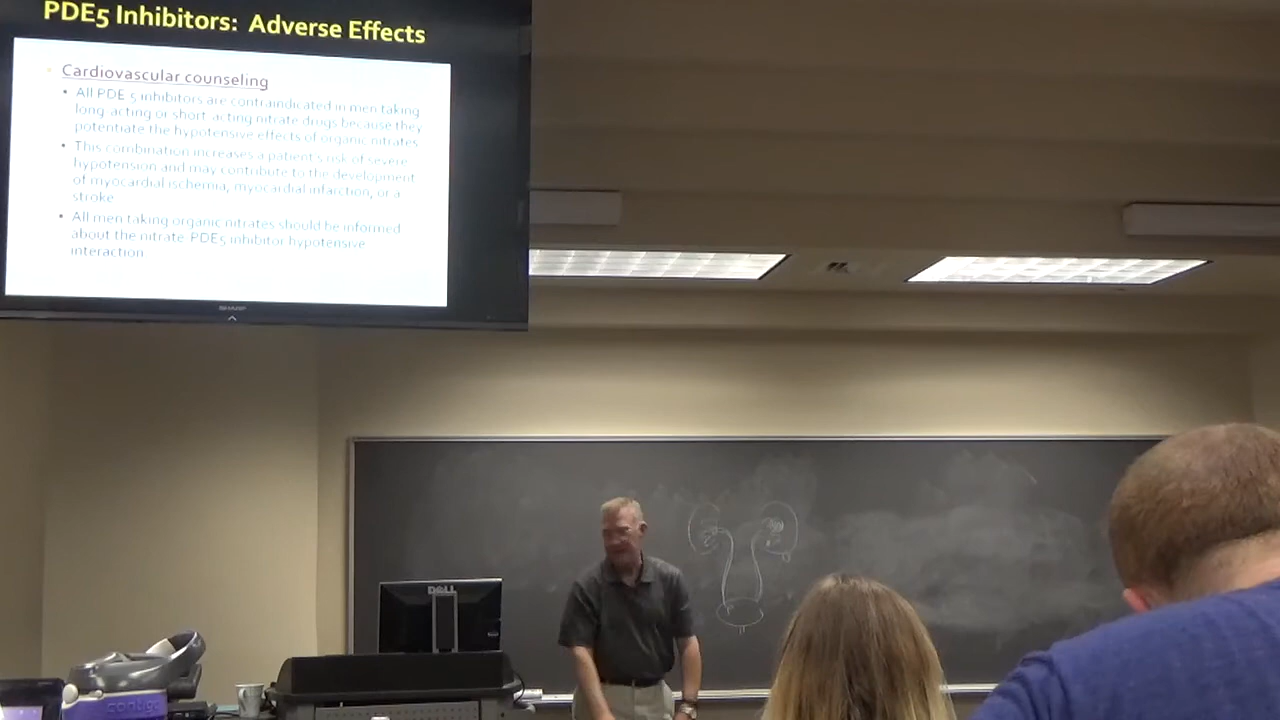 PDE5 Inhibitors: Adverse Effects
Cardiovascular counseling
• All PDE 5 inhibitors are contraindicated in men taking
long-acting or short-acting nitrate drugs because they
potentiate the hypotensive effects of organic nitrates
• This combination increases a patient's risk of severe
hypotension and may contribute to the development
of myocardial ischemia, myocardial infarction, or a
stroke
• All men taking organic nitrates should be informed
about the nitrate-PDE5 inhibitor hypotensive
interaction
SHARP
DELL
contigo